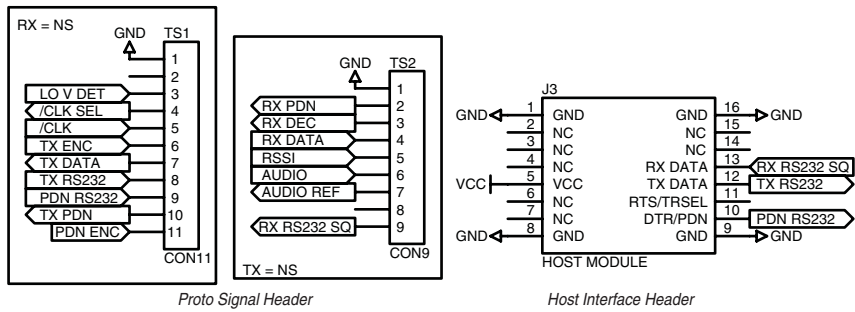 RX = NS
GND
TS1
1
2
LO V DET 3
/CLK SEL 4
/CLK 5
TX ENC 6
TX DATA 7
TX RS232 8
PDN RS232 9
TX PDN 10
PDN ENC 11
CON11
GND
TS2
1
RX PDN 2
RX DEC 3
RX DATA 4
RSSI 5
AUDIO 6
AUDIO REF 7
8
RX RS232 SQ 9
CON9
TX = NS
Proto Signal Header
J3
GND 1 GND GND 16 GND
2 NC NC 15
3 NC NC 14
4 NC RX DATA 13 RX RS232 SQ
VCC 5 VCC TX DATA 12 TX RS232
6 NC RTS/TRSEL 11
7 NC DTR/PDN 10 PDN RS232
GND 8 GND GND 9 GND
HOST MODULE
Host Interface Header